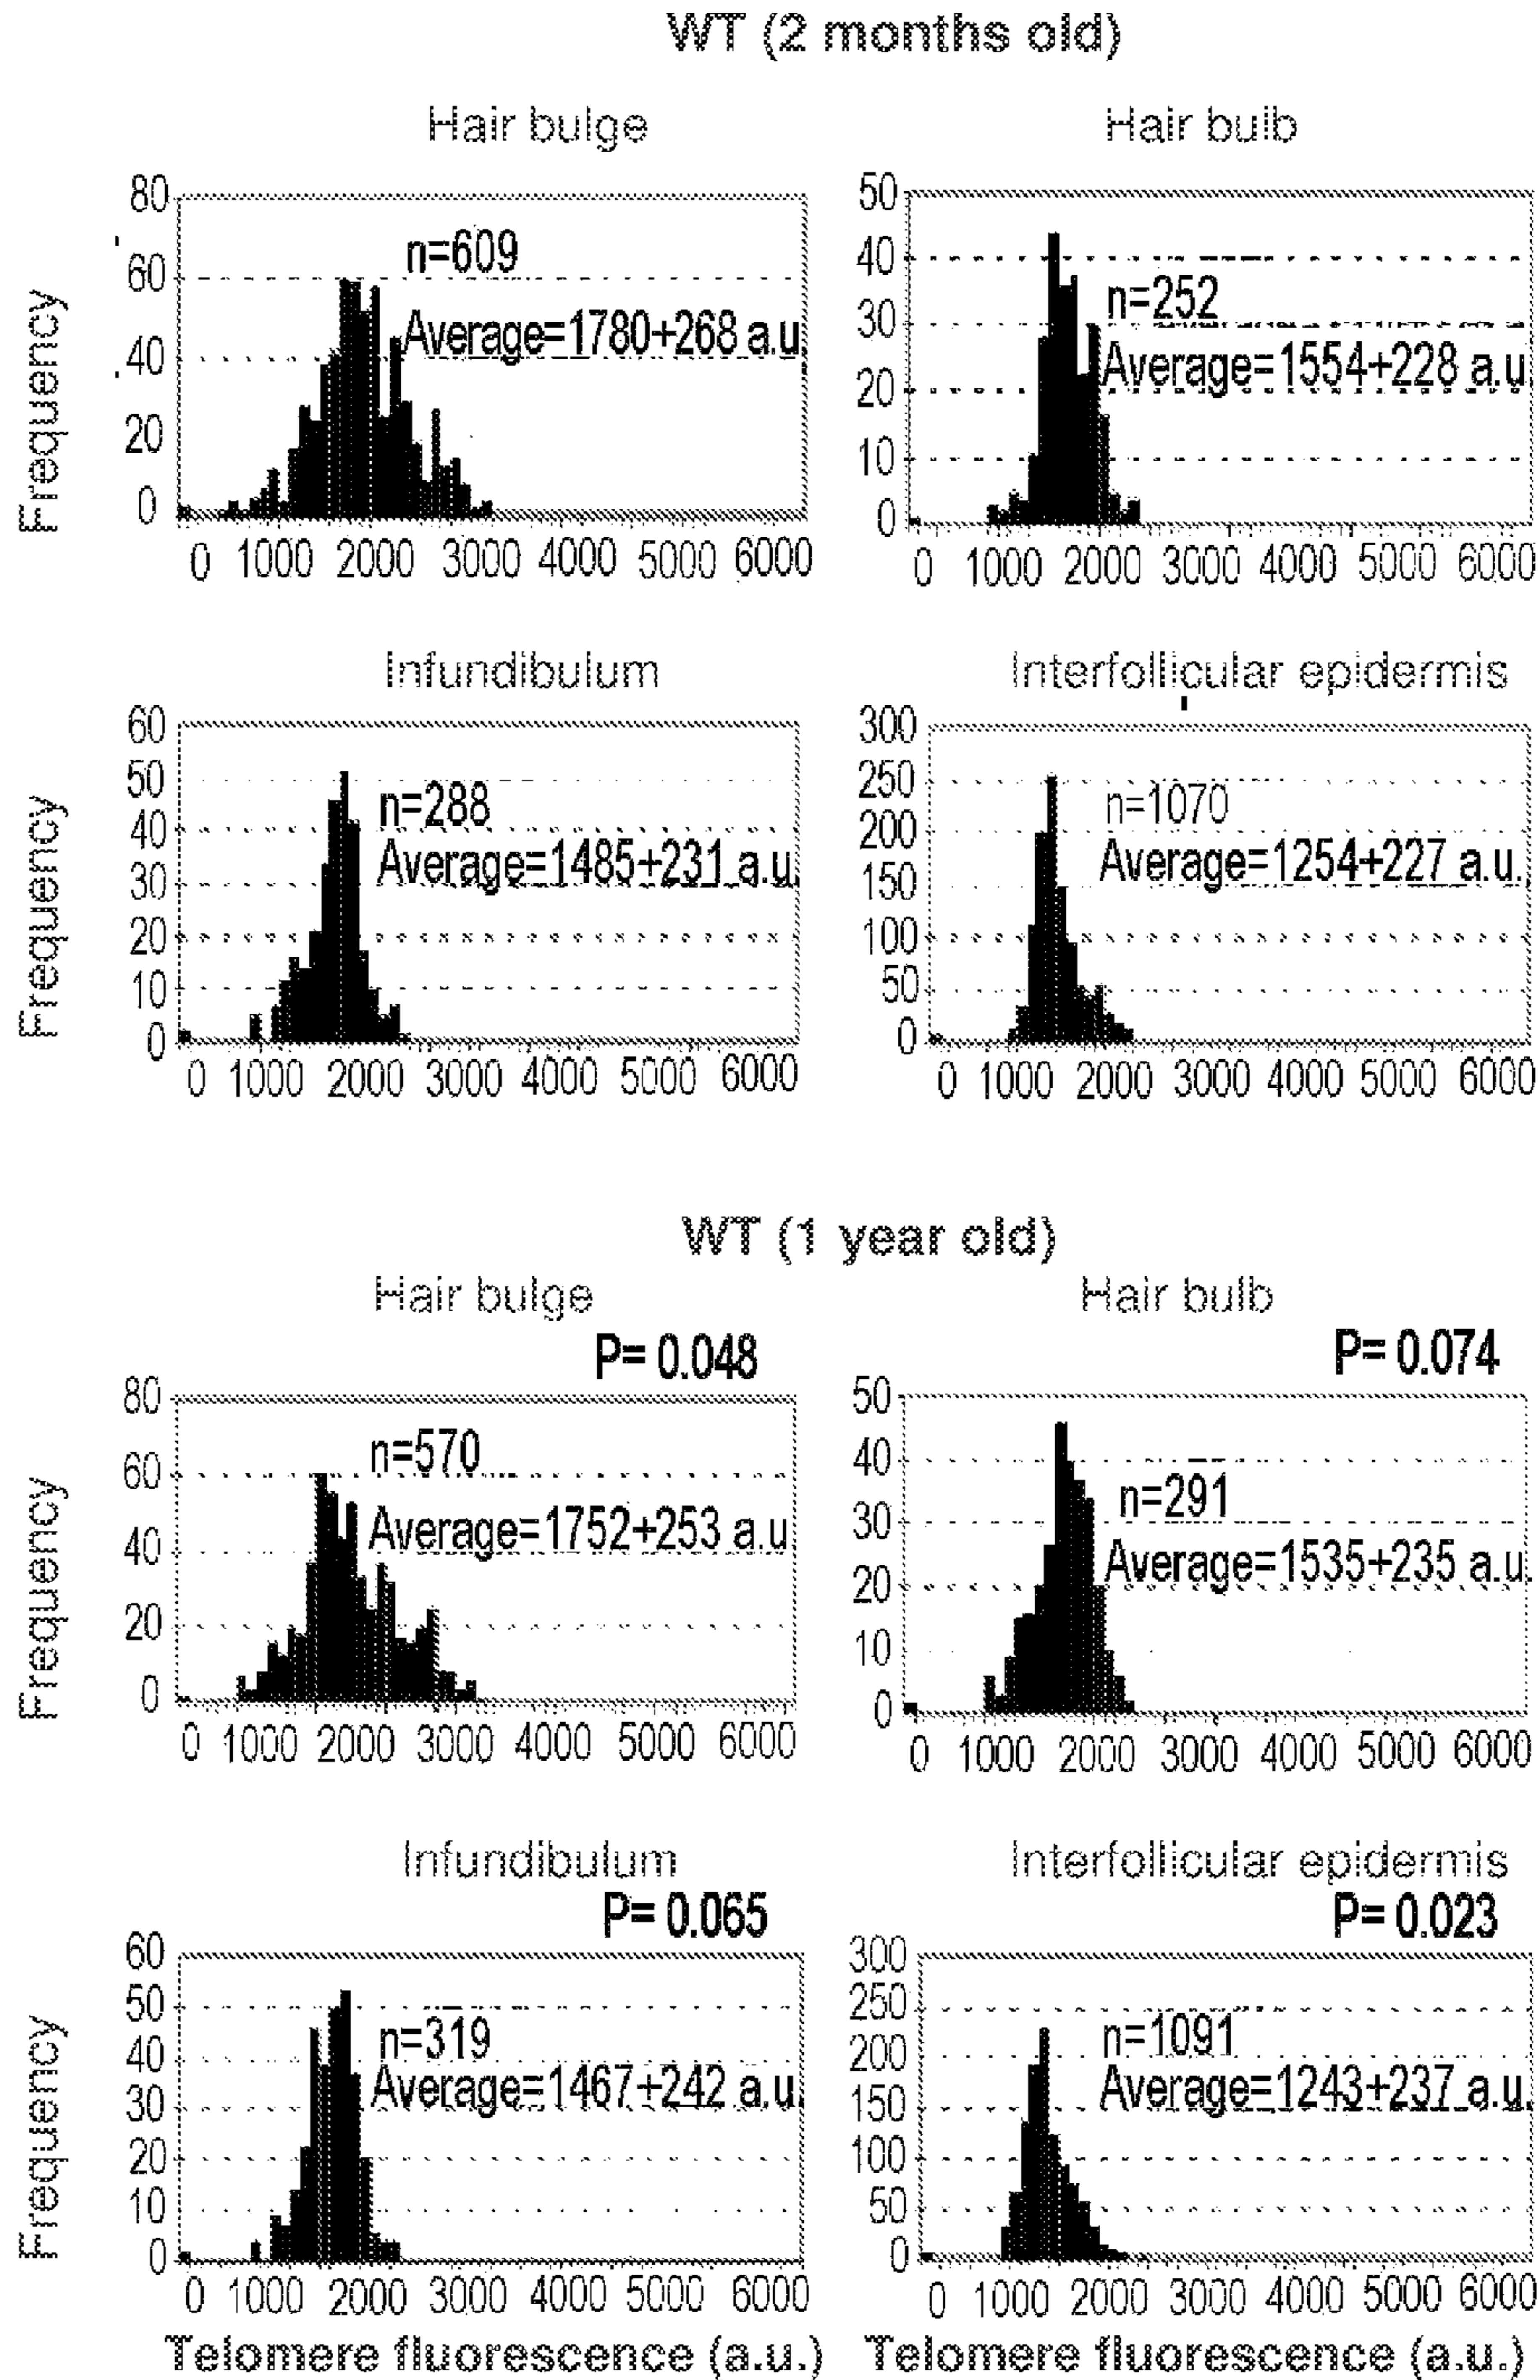 WT (2 months old)
Hair bulge
Hair bulb
Frequency
80
60
40
20
0
n=609
Average=1780+268 a.u
0 1000 2000 3000 4000 5000 6000
50
40
30
20
10
0
n=252
Average=1554+228 a.u
0 1000 2000 3000 4000 5000 6000
Infundibulum
Interfollicular epidermis
Frequency
60
50
40
30
20
10
0
n=288
Average=1485+231 a.u.
0 1000 2000 3000 4000 5000 6000
300
250
200
150
100
50
0
n=1070
Average=1254+227 a.u.
0 1000 2000 3000 4000 5000 6000
WT (1 year old)
Hair bulge
Hair bulb
P= 0.048
P= 0.074
Frequency
80
60
40
20
0
n=570
Average=1752+253 a.u
0 1000 2000 3000 4000 5000 6000
50
40
30
20
10
0
n=291
Average=1535+235 a.u.
0 1000 2000 3000 4000 5000 6000
Infundibulum
Interfollicular epidermis
P= 0.065
P= 0.023
Frequency
60
50
40
30
20
10
0
n=319
Average=1467+242 a.u.
0 1000 2000 3000 4000 5000 6000
300
250
200
150
100
50
0
n=1091
Average=1243+237 a.u.
0 1000 2000 3000 4000 5000 6000
Telomere fluorescence (a.u.)
Telomere fluorescence (a.u.)